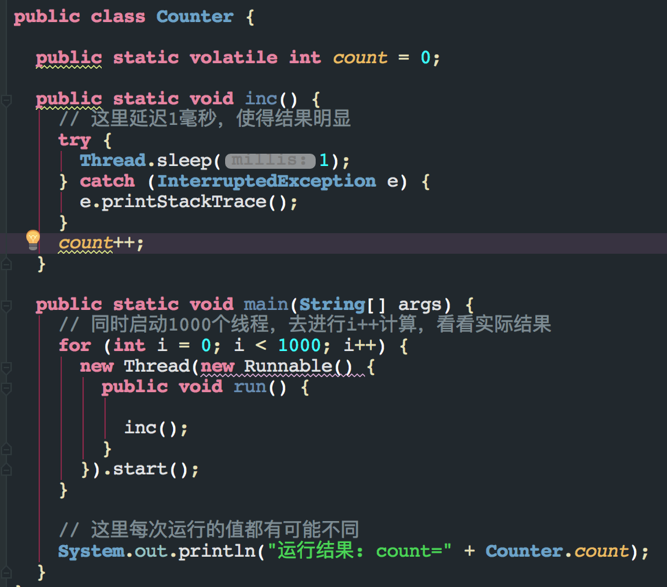 public class Counter {
public static volatile int count = 0;
public static void inc() {
// 这里延迟1毫秒，使得结果明显
try {
Thread.sleep( millis: 1);
} catch (InterruptedException e) {
e.printStackTrace();
}
count++;
}
public static void main(String[] args) {
// 同时启动1000个线程，去进行i++计算，看看实际结果
for (int i = 0; i < 1000; i++) {
new Thread(new Runnable() {
public void run() {
inc();
}
}).start();
}
// 这里每次运行的值都有可能不同
System.out.println("运行结果：count=" + Counter.count);
}